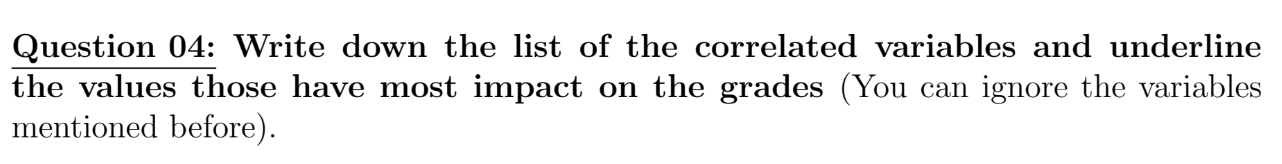 Question 04: Write down the list of the correlated variables and underline
the values those have most impact on the grades (You can ignore the variables
mentioned before).